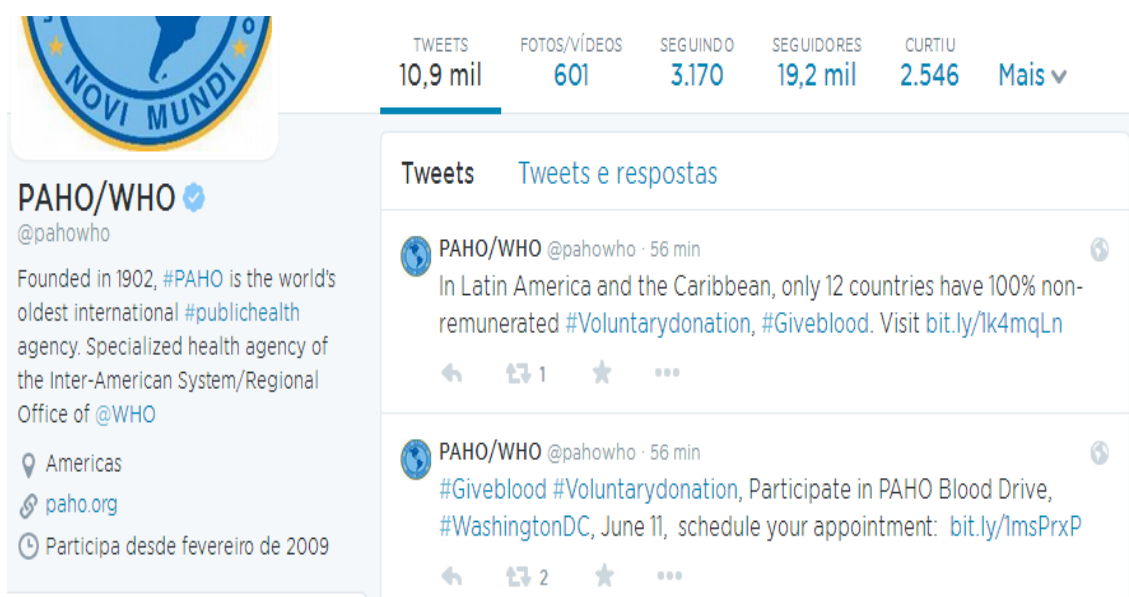 NOVI MUNDI
PAHO/WHO
@pahowho
Founded in 1902, #PAHO is the world's
oldest international #publichealth
agency. Specialized health agency of
the Inter-American System/Regional
Office of @WHO
Americas
paho.org
Participa desde fevereiro de 2009
TWEETS FOTOS/VÍDEOS SEGUINDO SEGUIDORES CURTIU
10,9 mil 601 3.170 19,2 mil 2.546 Mais
Tweets Tweets e respostas
PAHO/WHO @pahowho · 56 min
In Latin America and the Caribbean, only 12 countries have 100% non-
remunerated #Voluntarydonation, #Giveblood. Visit bit.ly/1k4mqLn
1
PAHO/WHO @pahowho · 56 min
#Giveblood #Voluntarydonation, Participate in PAHO Blood Drive,
#WashingtonDC, June 11, schedule your appointment: bit.ly/1msPrxP
2